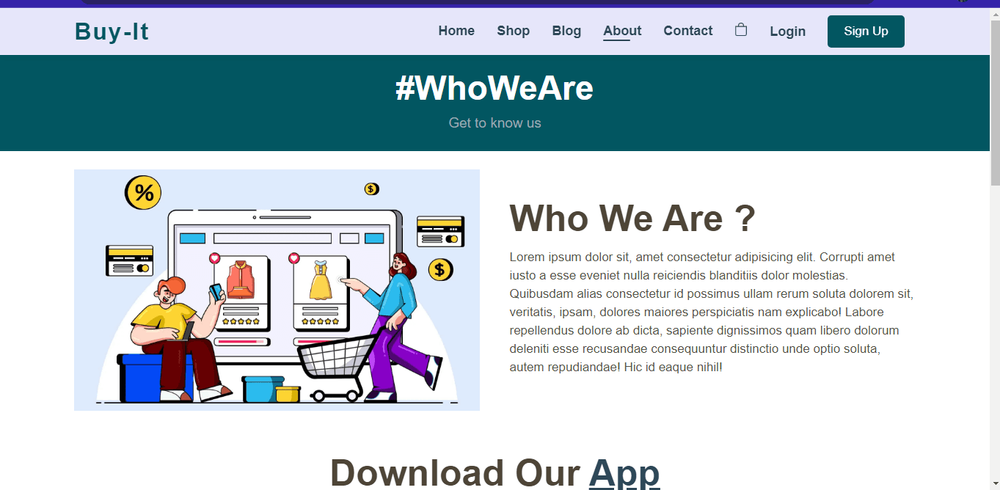 Buy-It
Home Shop Blog About Contact Login Sign Up
#WhoWeAre
Get to know us
%
$
$
Who We Are ?
Lorem ipsum dolor sit, amet consectetur adipisicing elit. Corrupti amet
iusto a esse eveniet nulla reiciendis blanditiis dolor molestias.
Quibusdam alias consectetur id possimus ullam rerum soluta dolorem sit,
veritatis, ipsam, dolores maiores perspiciatis nam explicabo! Labore
repellendus dolore ab dicta, sapiente dignissimos quam libero dolorum
deleniti esse recusandae consequuntur distinctio unde optio soluta,
autem repudiandae! Hic id eaque nihil!
Download Our App